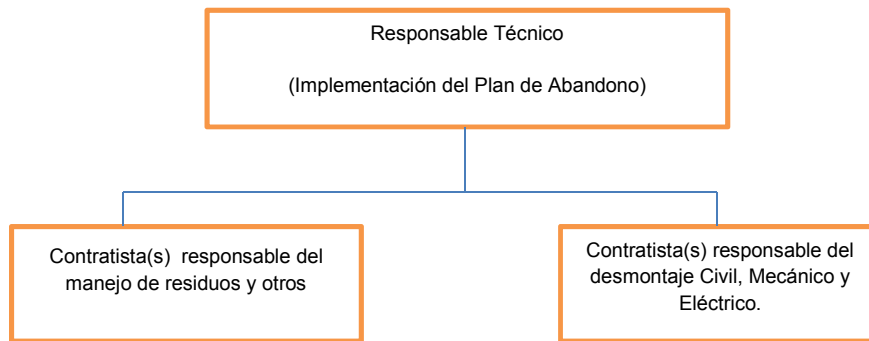 Responsable Técnico
(Implementación del Plan de Abandono)
Contratista(s) responsable del
manejo de residuos y otros
Contratista(s) responsable del
desmontaje Civil, Mecánico y
Eléctrico.